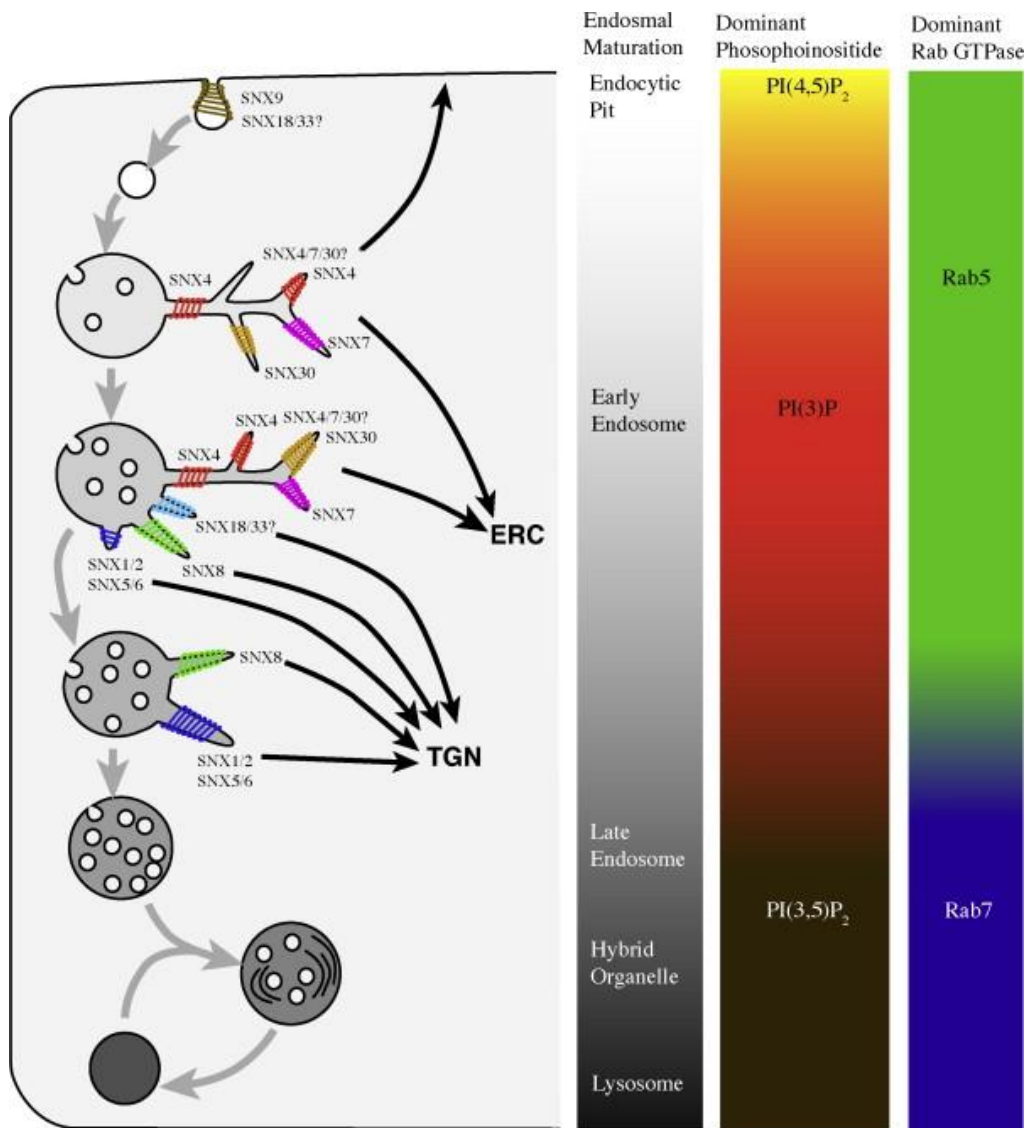 SNX9
SNX18/33?
SNX4/7/30?
SNX4
SNX4
SNX7
SNX30
SNX4
SNX4/7/30?
SNX30
SNX4
SNX7
SNX18/33?
ERC
SNX1/2
SNX5/6
SNX8
SNX8
SNX1/2
SNX5/6
TGN
Endosmal
Maturation
Endocytic
Pit
Early
Endosome
Late
Endosome
Hybrid
Organelle
Lysosome
Dominant
Phosophoinositide
PI(4,5)P₂
PI(3)P
PI(3,5)P₂
Dominant
Rab GTPase
Rab5
Rab7